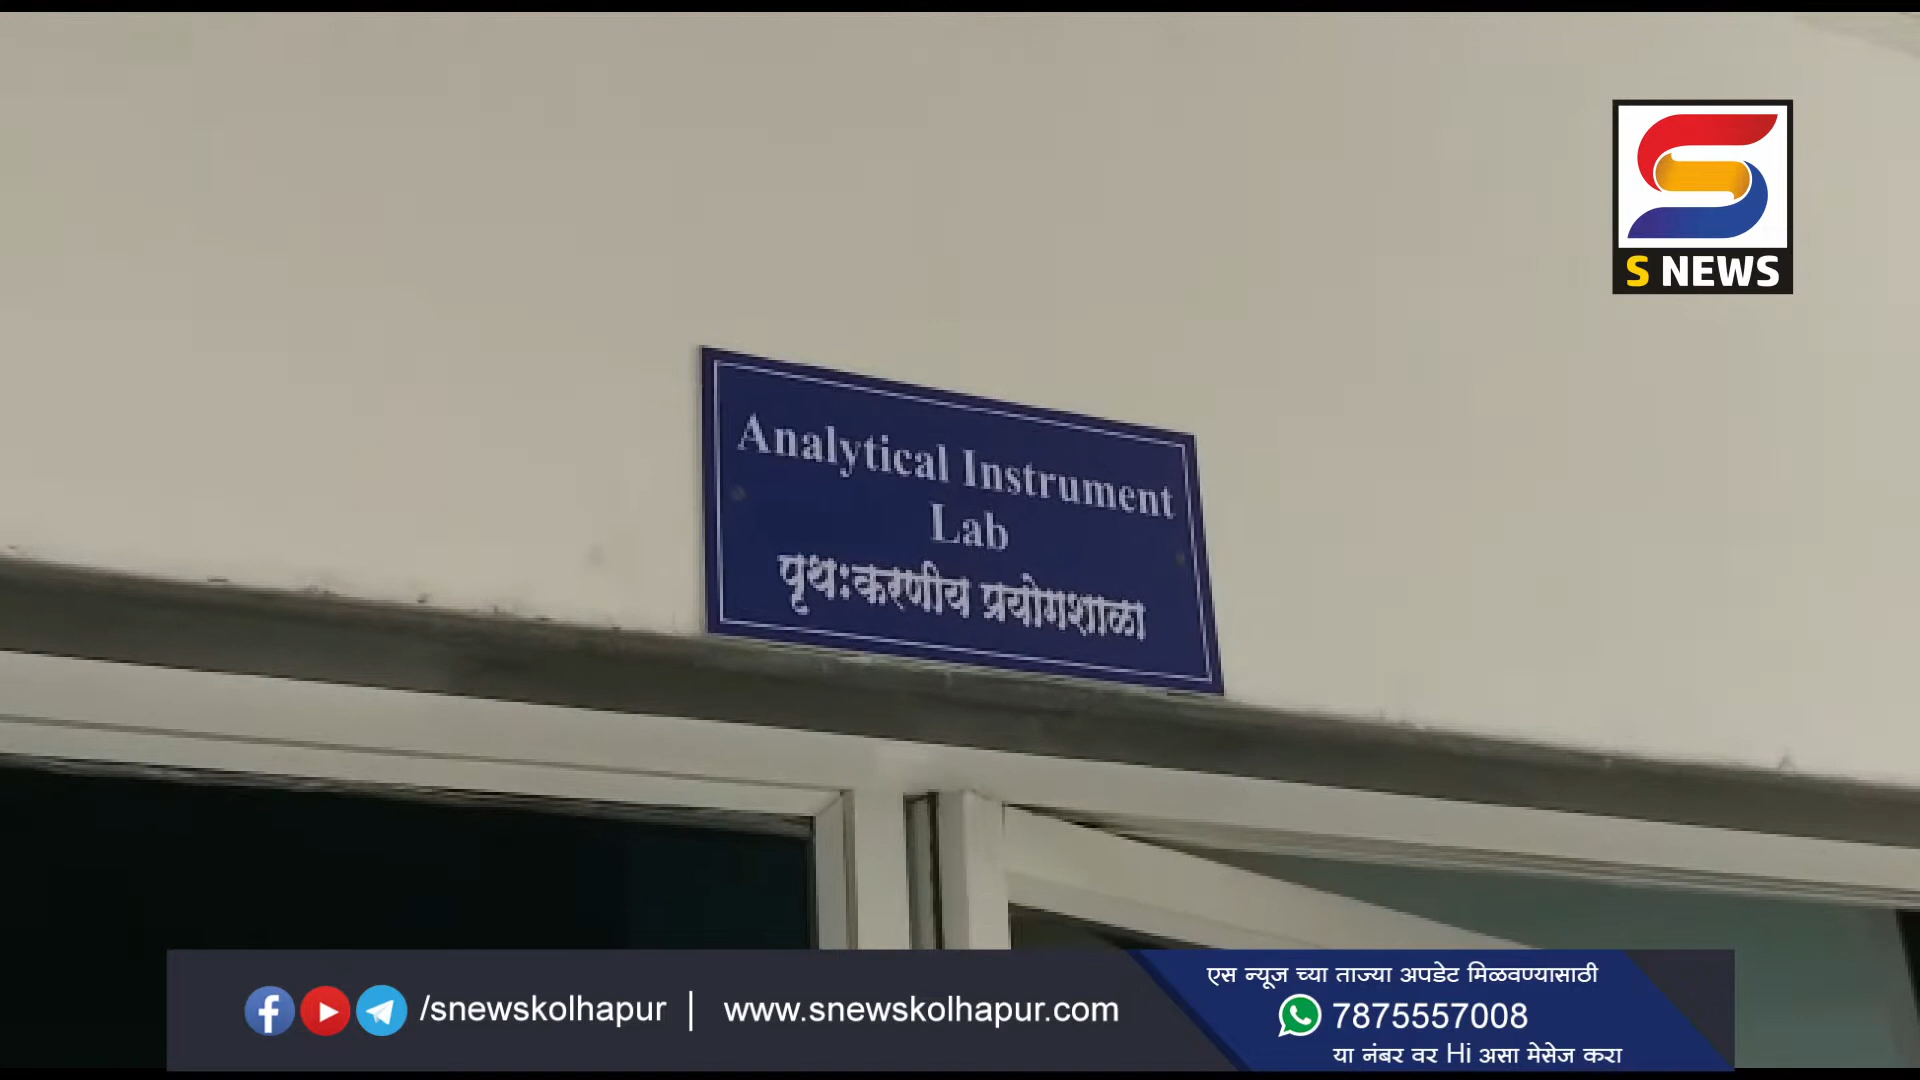 S NEWS
Analytical Instrument
Lab
पृथ:करणीय प्रयोगशाळा
/snewskolhapur | www.snewskolhapur.com
एस न्यूज च्या ताज्या अपडेट मिळवण्यासाठी
7875557008
या नंबर वर Hi असा मेसेज करा